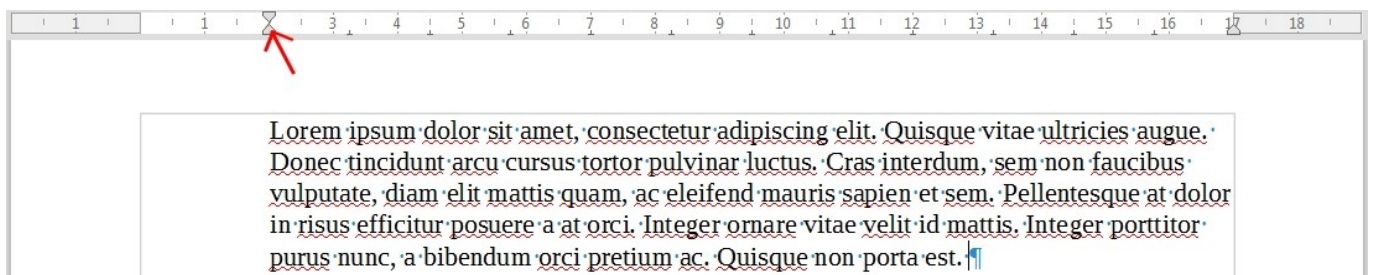 1 1 3 4 5 6 7 8 9 10 11 12 13 14 15 16 17 18
Lorem ipsum dolor sit amet, consectetur adipiscing elit. Quisque vitae ultricies augue.
Donec tincidunt arcu cursus tortor pulvinar luctus. Cras interdum, sem non faucibus
vulputate, diam elit mattis quam, ac eleifend mauris sapien et sem. Pellentesque at dolor
in risus efficitur posuere a at orci. Integer ornare vitae velit id mattis. Integer porttitor
purus nunc, a bibendum orci pretium ac. Quisque non porta est. ¶